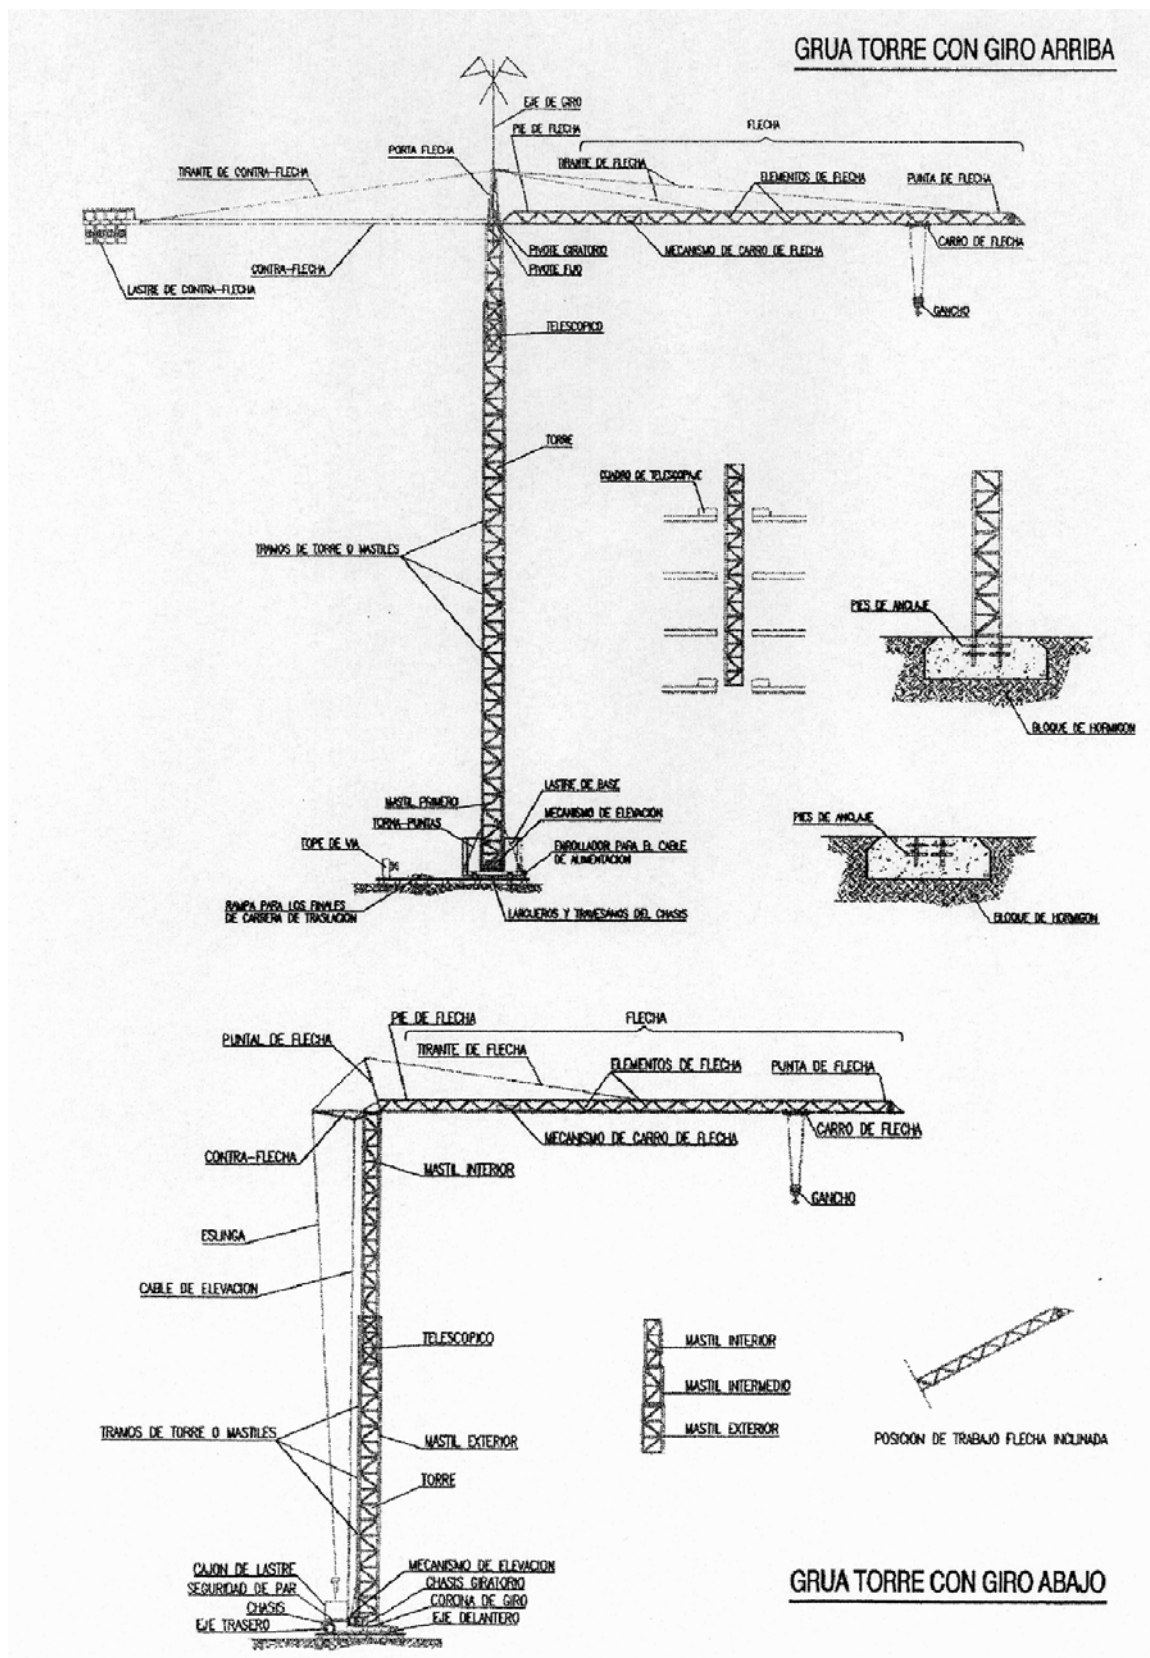 GRUA TORRE CON GIRO ARRIBA
EJE DE GIRO
PIE DE FLECHA
FLECHA
PORTA FLECHA
TIRANTE DE CONTRA-FLECHA
TIRANTE DE FLECHA
ELEMENTOS DE FLECHA
PUNTA DE FLECHA
PIVOTE GIRATORIO
MECANISMO DE CARRO DE FLECHA
CARRO DE FLECHA
CONTRA-FLECHA
PIVOTE FIJO
LASTRE DE CONTRA-FLECHA
GANCHO
TELESCOPICO
TORRE
CUADRO DE TELESCOPAJE
TRAMOS DE TORRE O MASTILES
PIES DE ANCLAJE
BLOQUE DE HORMIGON
LASTRE DE BASE
MASTIL PRIMERO
MECANISMO DE ELEVACION
TORNA-PUNTAS
PIES DE ANCLAJE
TOPE DE VIA
ENROLLADOR PARA EL CABLE
DE ALIMENTACION
RAMPA PARA LOS FINALES
DE CARRERA DE TRASLACION
LARGUEROS Y TRAVESAÑOS DEL CHASIS
BLOQUE DE HORMIGON
PIE DE FLECHA
FLECHA
PUNTAL DE FLECHA
TIRANTE DE FLECHA
ELEMENTOS DE FLECHA
PUNTA DE FLECHA
MECANISMO DE CARRO DE FLECHA
CARRO DE FLECHA
CONTRA-FLECHA
MASTIL INTERIOR
GANCHO
ESLINGA
CABLE DE ELEVACION
TELESCOPICO
MASTIL INTERIOR
MASTIL INTERMEDIO
MASTIL EXTERIOR
TRAMOS DE TORRE O MASTILES
MASTIL EXTERIOR
POSICION DE TRABAJO FLECHA INCLINADA
TORRE
CAJON DE LASTRE
MECANISMO DE ELEVACION
SEGURIDAD DE PAR
CHASIS GIRATORIO
CHASIS
CORONA DE GIRO
EJE TRASERO
EJE DELANTERO
GRUA TORRE CON GIRO ABAJO